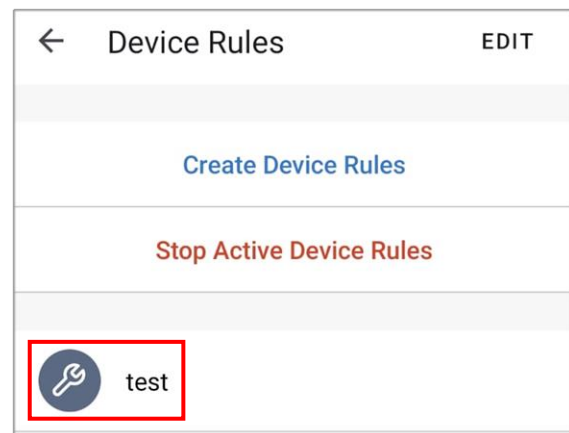 Device Rules EDIT
Create Device Rules
Stop Active Device Rules
test